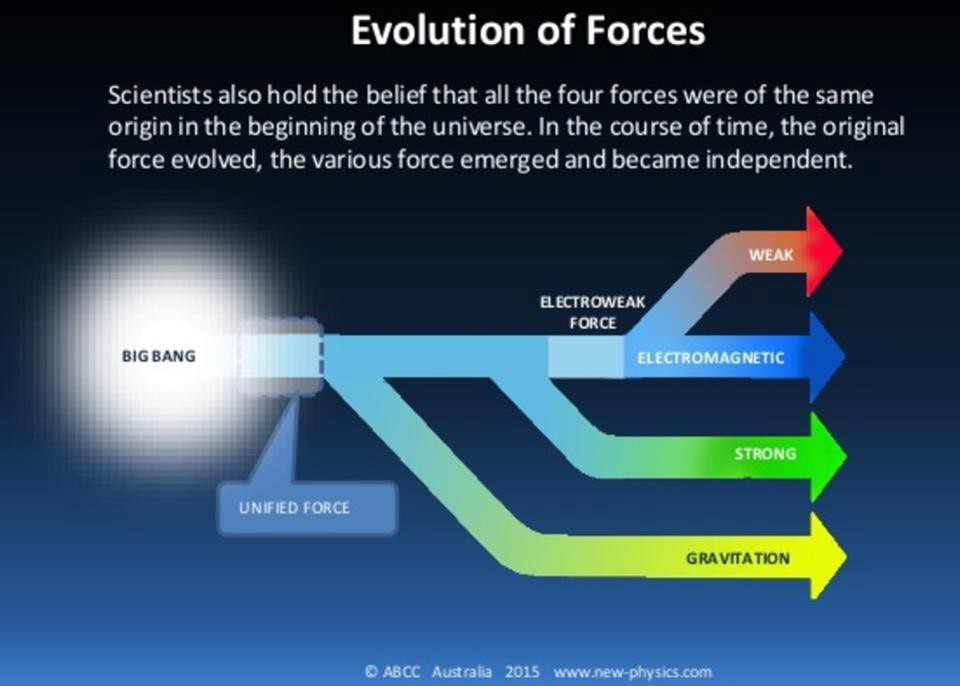 Evolution of Forces
Scientists also hold the belief that all the four forces were of the same
origin in the beginning of the universe. In the course of time, the original
force evolved, the various force emerged and became independent.
WEAK
ELECTROWEAK
FORCE
BIG BANG
ELECTROMAGNETIC
STRONG
UNIFIED FORCE
GRAVITATION
© ABCC Australia 2015 www.new-physics.com